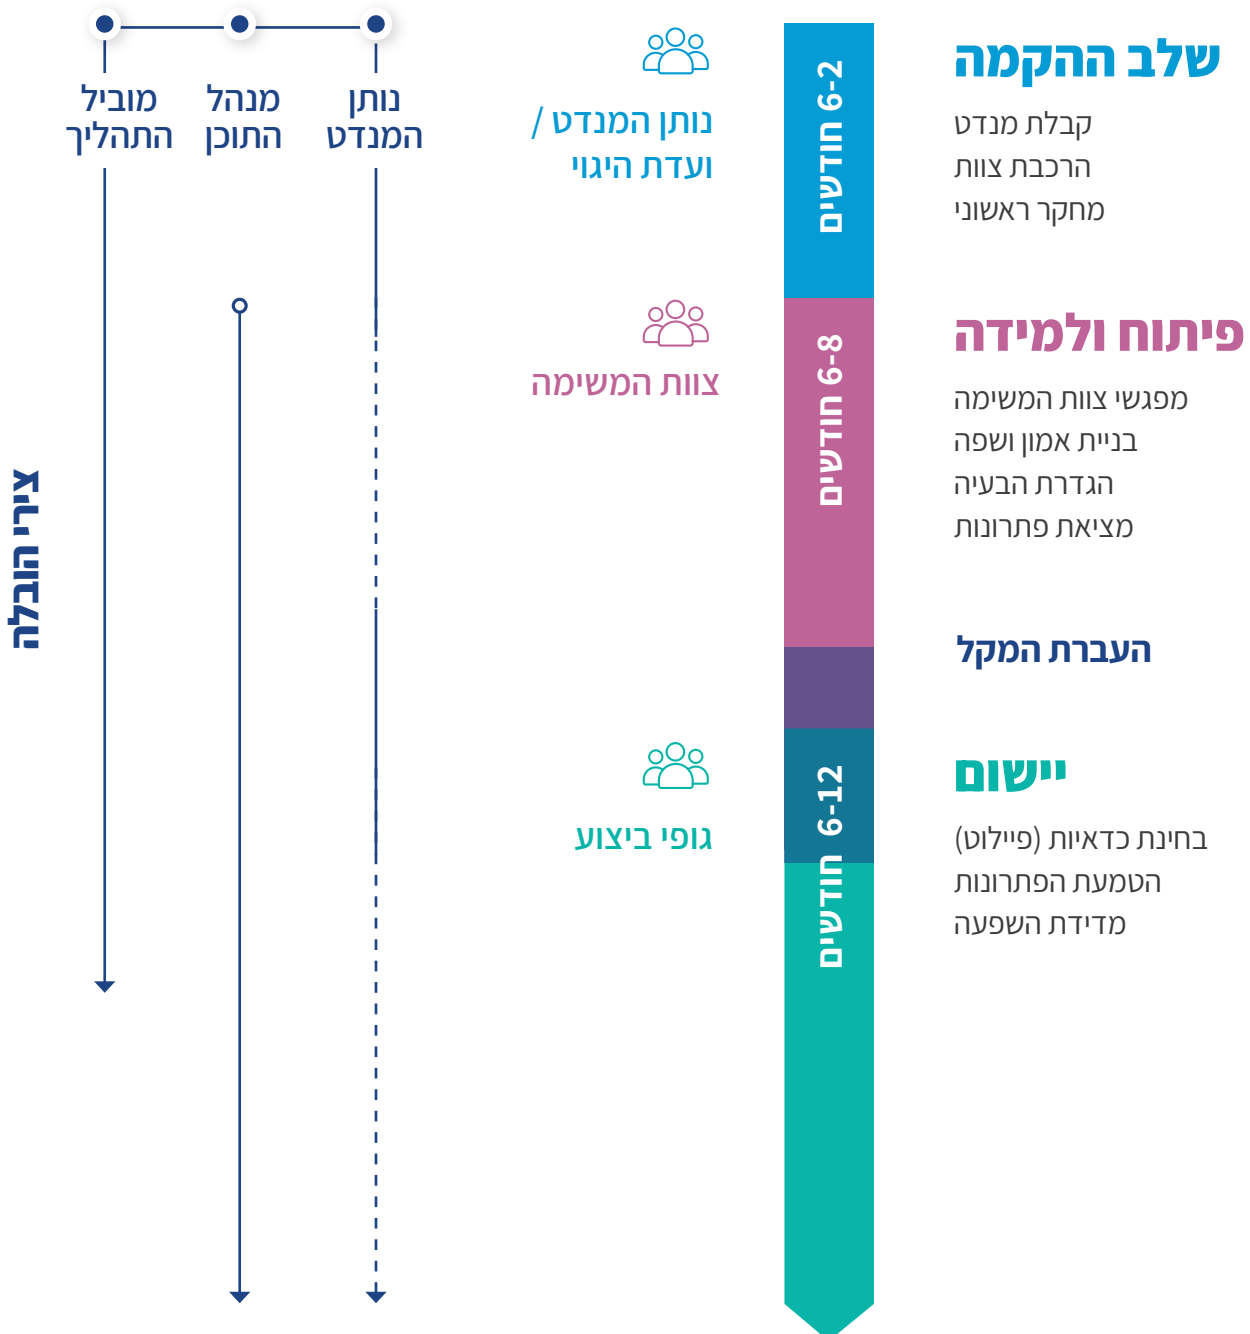 שלב ההקמה
קבלת מנדט
הרכבת צוות
מחקר ראשוני
6-2 חודשים
נותן המנדט /
ועדת היגוי
פיתוח ולמידה
מפגשי צוות המשימה
בניית אמון ושפה
הגדרת הבעיה
מציאת פתרונות
6-8 חודשים
צוות המשימה
העברת המקל
יישום
בחינת כדאיות (פיילוט)
הטמעת הפתרונות
מדידת השפעה
6-12 חודשים
גופי ביצוע
נותן
המנדט
מנהל
התוכן
מוביל
התהליך
צירי הובלה